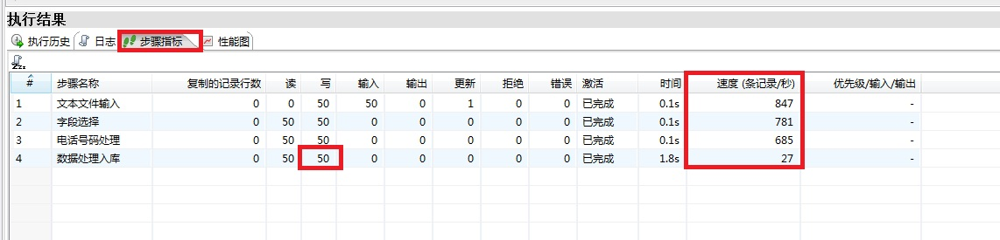 执行结果
执行历史 日志 步骤指标 性能图
# 步骤名称 复制的记录行数 读 写 输入 输出 更新 拒绝 错误 激活 时间 速度 (条记录/秒) 优先级/输入/输出
1 文本文件输入 0 0 50 50 0 1 0 0 已完成 0.1s 847 -
2 字段选择 0 50 50 0 0 0 0 0 已完成 0.1s 781 -
3 电话号码处理 0 50 50 0 0 0 0 0 已完成 0.1s 685 -
4 数据处理入库 0 50 50 0 0 0 0 0 已完成 1.8s 27 -